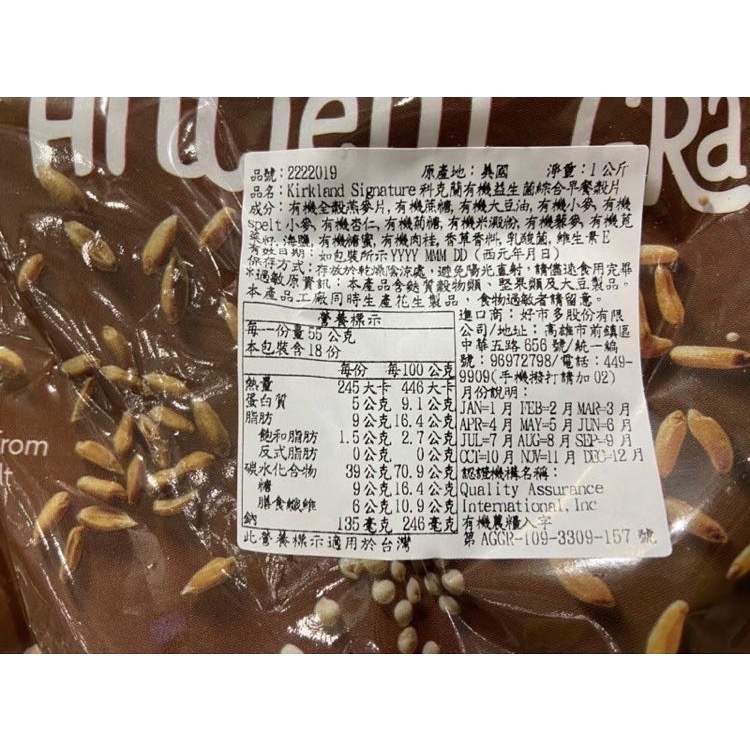 Ancient Gra
from
lt
品號:2222019 原產地:美國 淨重:1公斤
品名:Kirkland Signature 科克蘭有機益生菌綜合早餐穀片
成分:有機全穀燕麥片,有機蔗糖,有機大豆油,有機小麥,有機
spelt小麥,有機杏仁,有機葡糖,有機米澱粉,有機藜麥,有機莧
菜籽,海鹽,有機糖蜜,有機肉桂,香草香料,乳酸菌,維生素E
有效日期:如包裝所示YYYY MMM DD (西元年月日)
保存方式:存放於乾燥陰涼處,避免陽光直射,請儘速食用完畢
*過敏原資訊:本產品含麩質穀物類、堅果類及大豆製品。
本產品工廠同時生產花生製品,食物過敏者請留意。
營養標示
每一份量55公克
本包裝含18份
每份 每100公克
熱量 245大卡 446大卡
蛋白質 5公克 9.1公克
脂肪 9公克 16.4公克
飽和脂肪 1.5公克 2.7公克
反式脂肪 0公克 0公克
碳水化合物 39公克 70.9公克
糖 9公克 16.4公克
膳食纖維 6公克 10.9公克
鈉 135毫克 246毫克
此營養標示適用於台灣
進口商:好市多股份有限
公司/地址:高雄市前鎮區
中華五路656號/統一編
號:96972798/電話:449-
9909(手機撥打請加02)
月份說明:
JAN=1月 FEB=2月 MAR=3月
APR=4月 MAY=5月 JUN=6月
JUL=7月 AUG=8月 SEP=9月
OCT=10月 NOV=11月 DEC=12月
認證機構名稱:
Quality Assurance
International, Inc
有機農糧入字
第 AGGR-109-3309-157 號